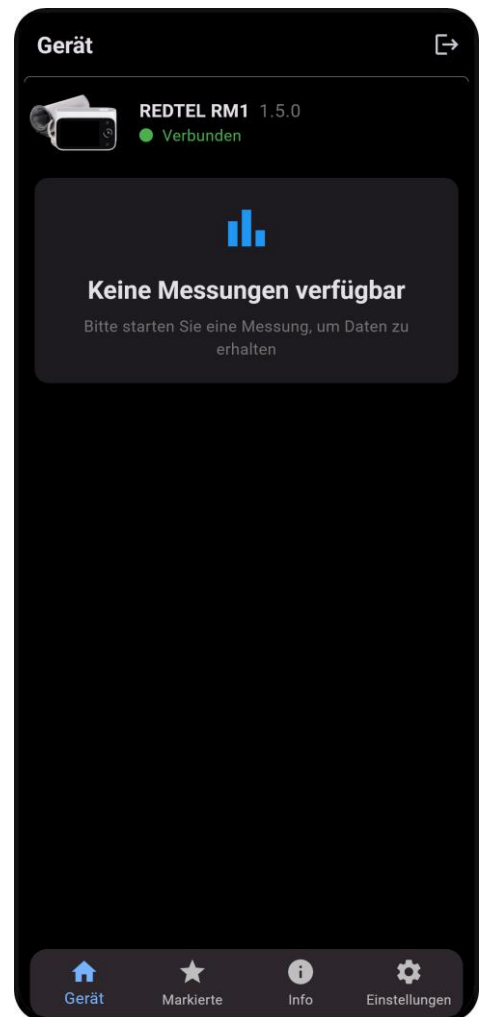 Gerät
REDTEL RM1 1.5.0
Verbunden
Keine Messungen verfügbar
Bitte starten Sie eine Messung, um Daten zu
erhalten
Gerät Markierte Info Einstellungen